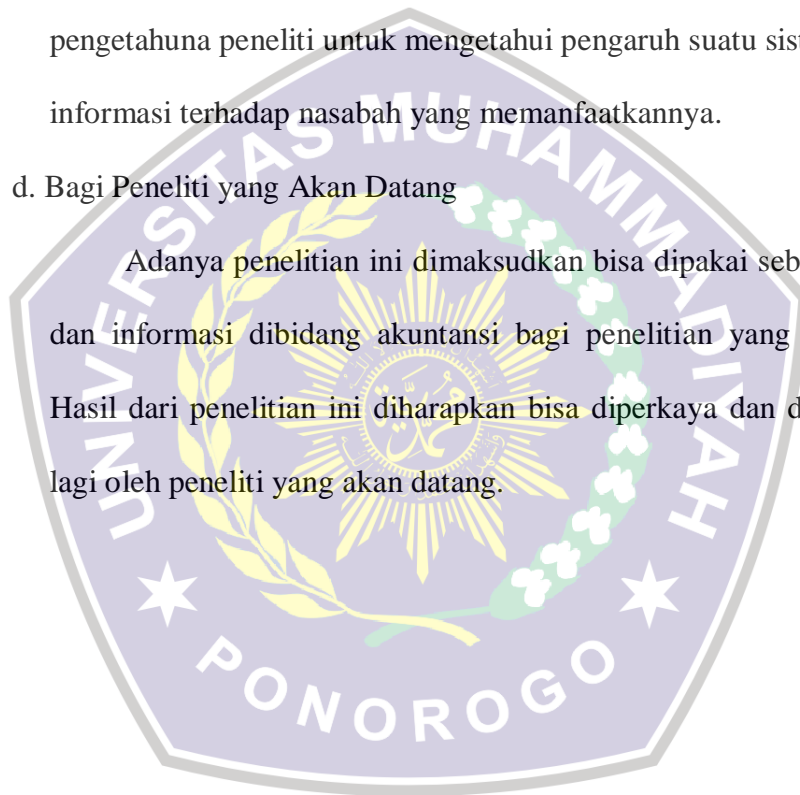 pengetahuna peneliti untuk mengetahui pengaruh suatu
informasi terhadap nasabah yang memanfaatkannya.
d. Bagi Peneliti yang Akan Datang
Adanya penelitian ini dimaksudkan bisa dipakai
dan informasi dibidang akuntansi bagi penelitian yang
Hasil dari penelitian ini diharapkan bisa diperkaya dan
lagi oleh peneliti yang akan datang.
UNIVERSITAS MUHAMMADIYAH
PONOROGO